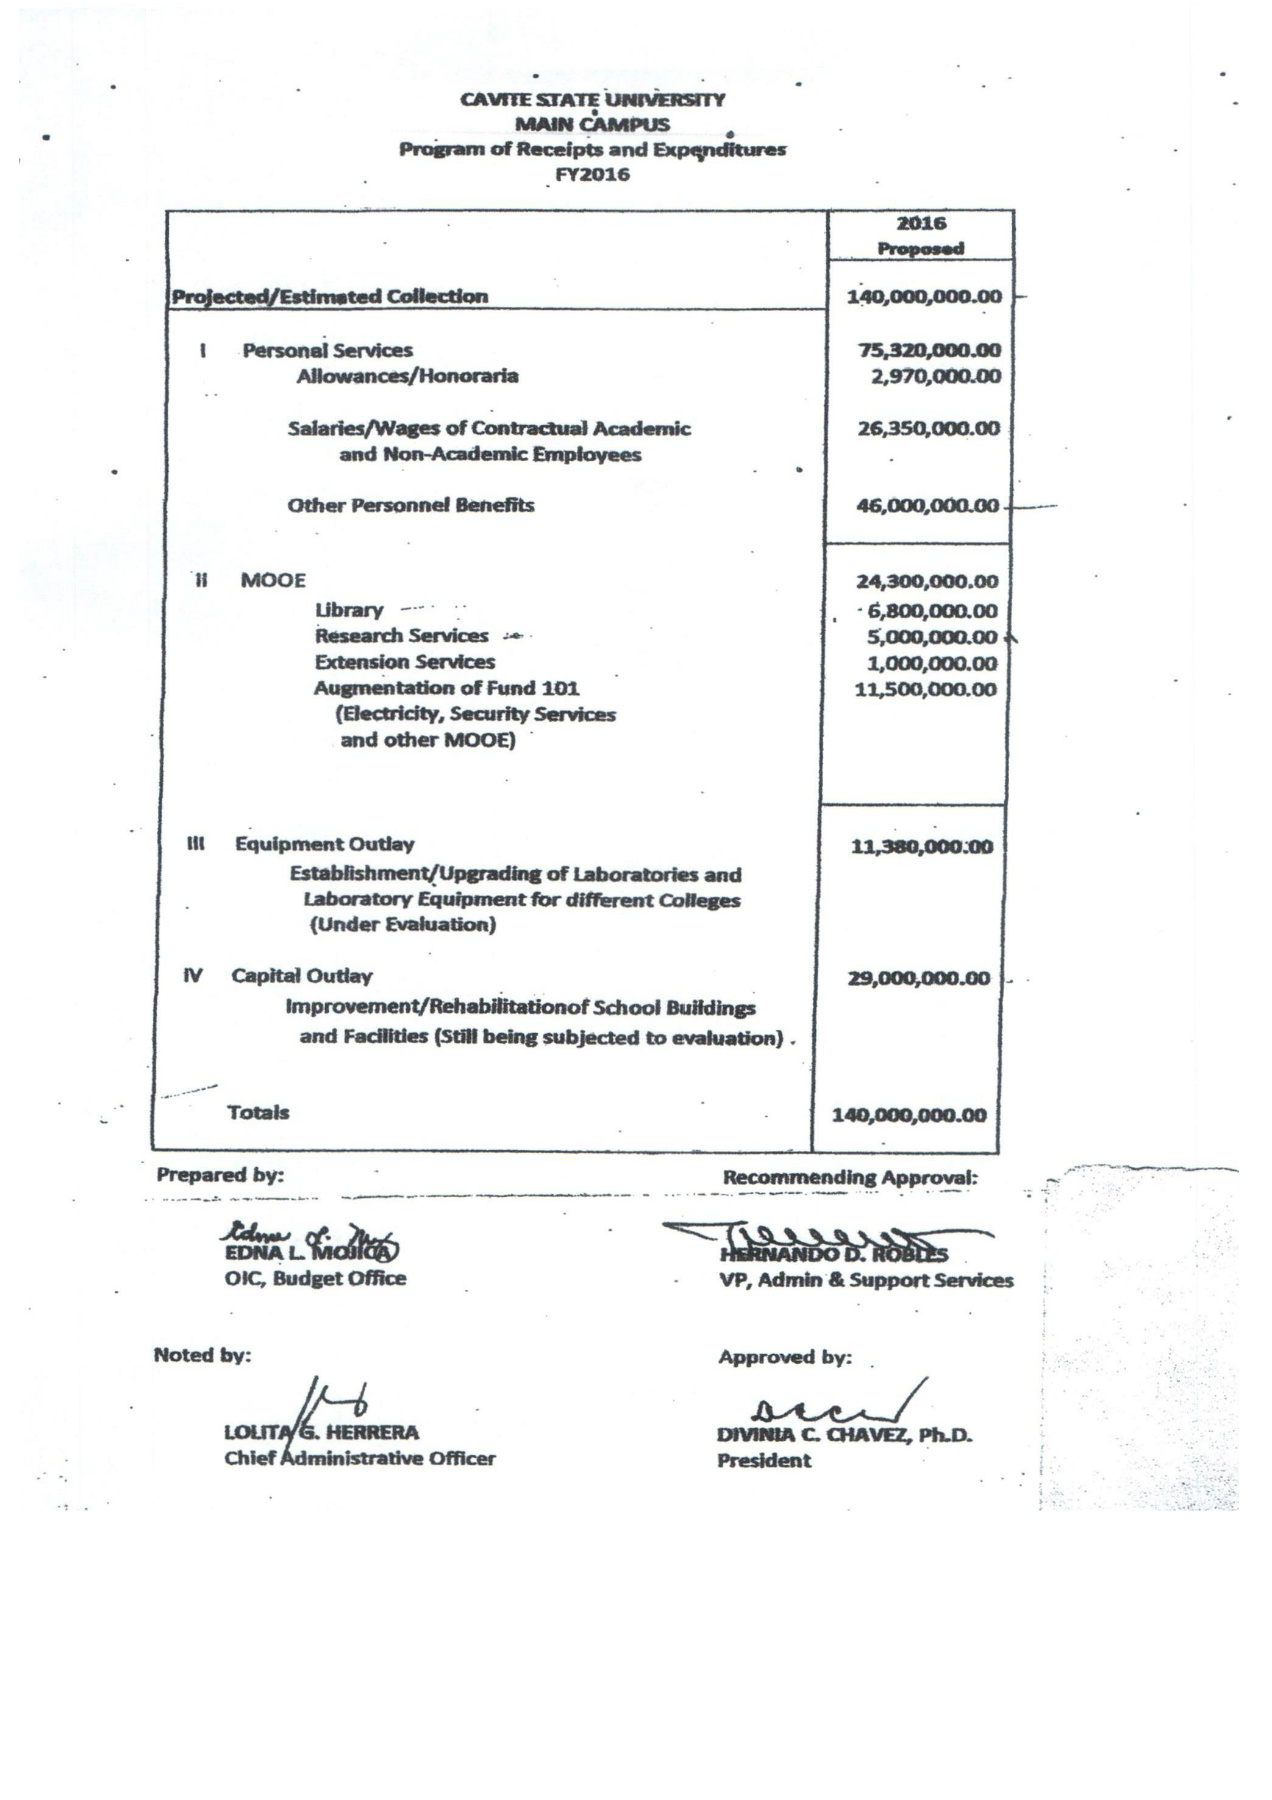 CAVITE STATE UNIVERSITY
MAIN CAMPUS
Program of Receipts and Expenditures
FY2016
2016
Proposed
Projected/Estimated Collection 140,000,000.00
I Personal Services 75,320,000.00
Allowances/Honoraria 2,970,000.00
Salaries/Wages of Contractual Academic 26,350,000.00
and Non-Academic Employees
Other Personnel Benefits 46,000,000.00
II MOOE 24,300,000.00
Library 6,800,000.00
Research Services 5,000,000.00
Extension Services 1,000,000.00
Augmentation of Fund 101 11,500,000.00
(Electricity, Security Services
and other MOOE)
III Equipment Outlay 11,380,000.00
Establishment/Upgrading of Laboratories and
Laboratory Equipment for different Colleges
(Under Evaluation)
IV Capital Outlay 29,000,000.00
Improvement/Rehabilitationof School Buildings
and Facilities (Still being subjected to evaluation) .
Totals 140,000,000.00
Prepared by: Recommending Approval:
EDNA L. MOJICA HERNANDO D. ROBLES
OIC, Budget Office VP, Admin & Support Services
Noted by: Approved by:
LOLITA G. HERRERA DIVINIA C. CHAVEZ, Ph.D.
Chief Administrative Officer President